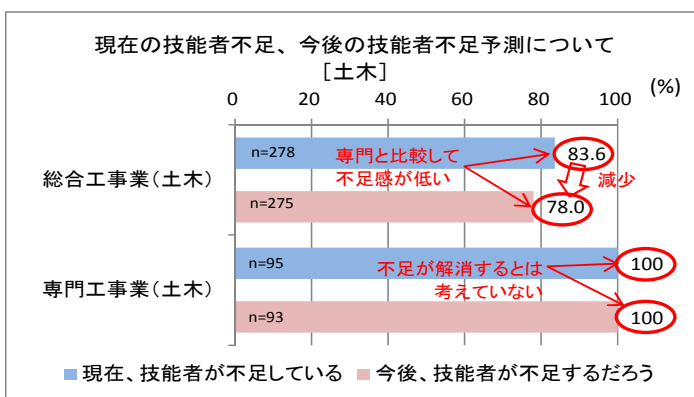 現在の技能者不足、今後の技能者不足予測について
[土木]
(%)
0 20 40 60 80 100
総合工事業(土木)
n=278
専門と比較して
不足感が低い
83.6
減少
n=275
78.0
専門工事業(土木)
n=95
不足が解消するとは
考えていない
100
n=93
100
現在、技能者が不足している 今後、技能者が不足するだろう